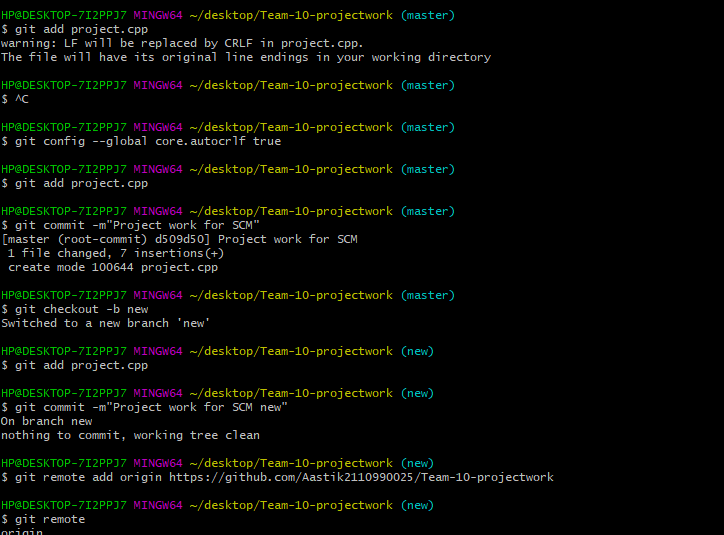 HP@DESKTOP-7I2PPJ7 MINGW64 ~/desktop/Team-10-projectwork (master)
$ git add project.cpp
warning: LF will be replaced by CRLF in project.cpp.
The file will have its original line endings in your working directory
HP@DESKTOP-7I2PPJ7 MINGW64 ~/desktop/Team-10-projectwork (master)
$ ^C
HP@DESKTOP-7I2PPJ7 MINGW64 ~/desktop/Team-10-projectwork (master)
$ git config --global core.autocrlf true
HP@DESKTOP-7I2PPJ7 MINGW64 ~/desktop/Team-10-projectwork (master)
$ git add project.cpp
HP@DESKTOP-7I2PPJ7 MINGW64 ~/desktop/Team-10-projectwork (master)
$ git commit -m"Project work for SCM"
[master (root-commit) d509d50] Project work for SCM
 1 file changed, 7 insertions(+)
 create mode 100644 project.cpp
HP@DESKTOP-7I2PPJ7 MINGW64 ~/desktop/Team-10-projectwork (master)
$ git checkout -b new
Switched to a new branch 'new'
HP@DESKTOP-7I2PPJ7 MINGW64 ~/desktop/Team-10-projectwork (new)
$ git add project.cpp
HP@DESKTOP-7I2PPJ7 MINGW64 ~/desktop/Team-10-projectwork (new)
$ git commit -m"Project work for SCM new"
On branch new
nothing to commit, working tree clean
HP@DESKTOP-7I2PPJ7 MINGW64 ~/desktop/Team-10-projectwork (new)
$ git remote add origin https://github.com/Aastik2110990025/Team-10-projectwork
HP@DESKTOP-7I2PPJ7 MINGW64 ~/desktop/Team-10-projectwork (new)
$ git remote
origin